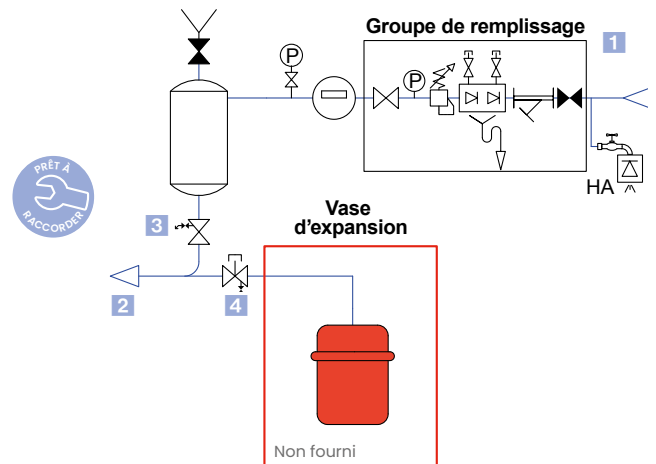 Groupe de remplissage
1
P
P
HA
PRÊT À
RACCORDER
3
Vase
d'expansion
2
4
Non fourni